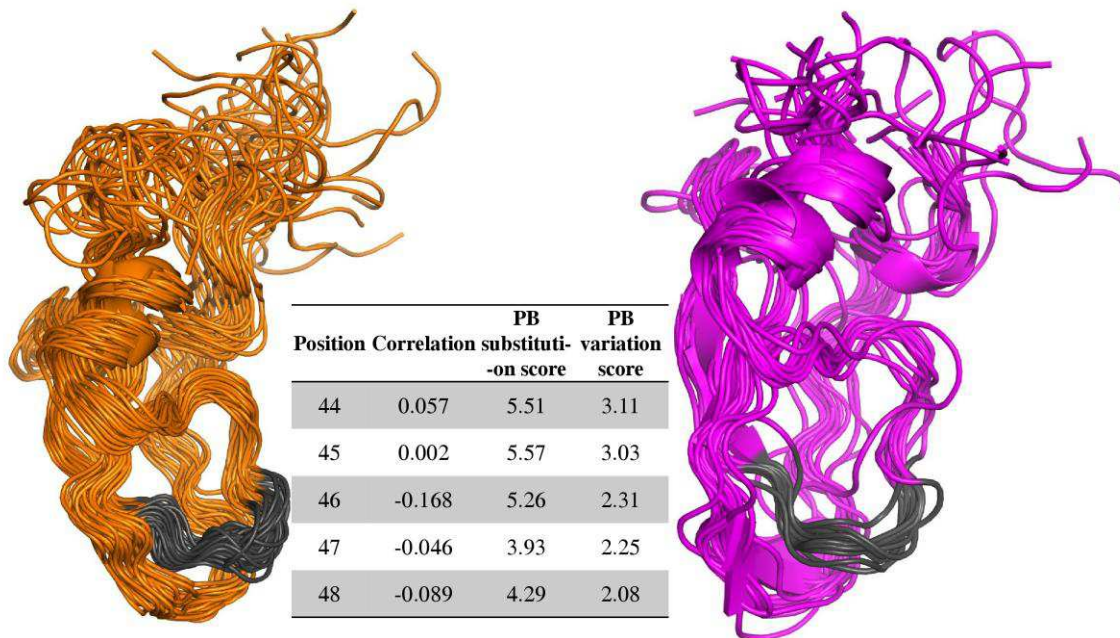 PB PB
Position Correlation substituti- variation
-on score score
44 0.057 5.51 3.11
45 0.002 5.57 3.03
46 -0.168 5.26 2.31
47 -0.046 3.93 2.25
48 -0.089 4.29 2.08